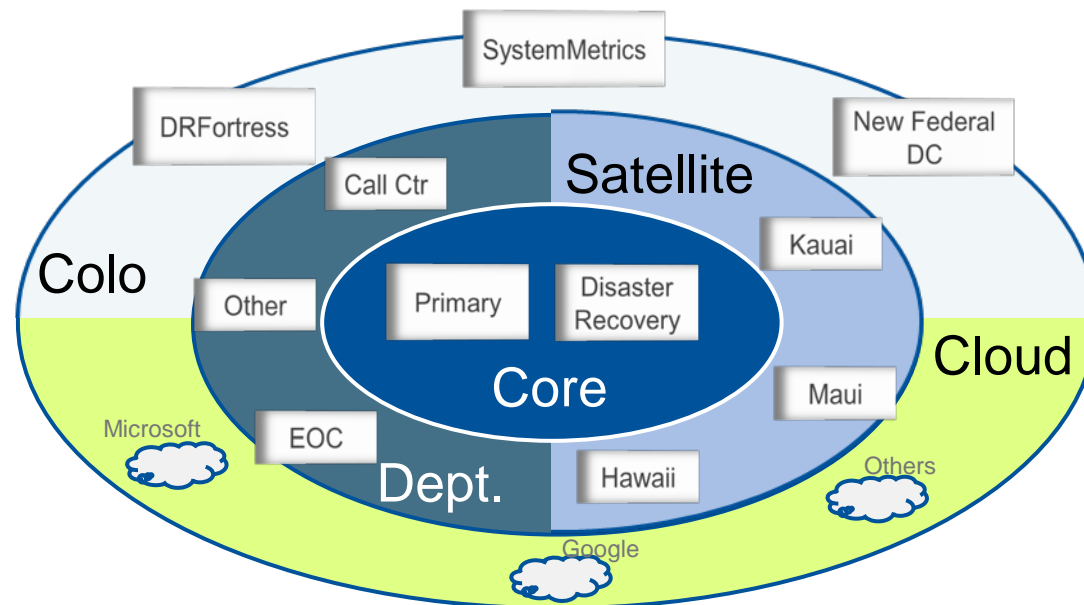 SystemMetrics
DRFortress
New Federal
DC
Call Ctr
Satellite
Kauai
Colo
Other
Primary
Disaster
Recovery
Cloud
Core
Maui
Microsoft
EOC
Dept.
Hawaii
Others
Google